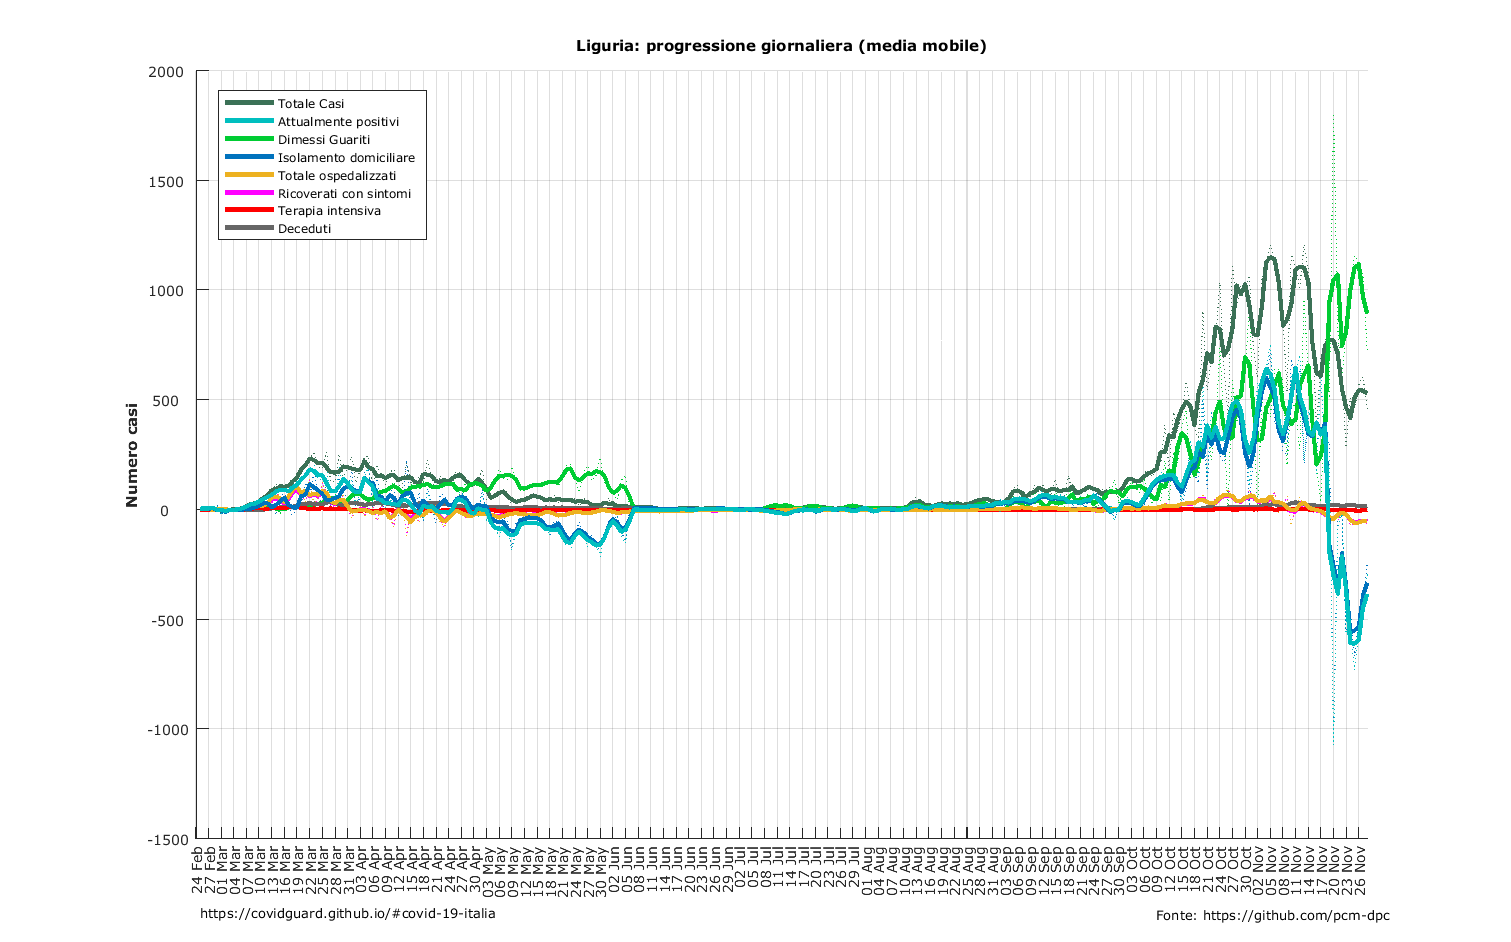 Liguria: progressione giornaliera (media mobile)
Numero casi
2000
1500
1000
500
0
-500
-1000
-1500
Totale Casi
Attualmente positivi
Dimessi Guariti
Isolamento domiciliare
Totale ospedalizzati
Ricoverati con sintomi
Terapia intensiva
Deceduti
24 Feb
27 Feb
01 Mar
04 Mar
07 Mar
10 Mar
13 Mar
16 Mar
19 Mar
22 Mar
25 Mar
28 Mar
31 Mar
03 Apr
06 Apr
09 Apr
12 Apr
15 Apr
18 Apr
21 Apr
24 Apr
27 Apr
30 Apr
03 May
06 May
09 May
12 May
15 May
18 May
21 May
24 May
27 May
30 May
02 Jun
05 Jun
08 Jun
11 Jun
14 Jun
17 Jun
20 Jun
23 Jun
26 Jun
29 Jun
02 Jul
05 Jul
08 Jul
11 Jul
14 Jul
17 Jul
20 Jul
23 Jul
26 Jul
29 Jul
01 Aug
04 Aug
07 Aug
10 Aug
13 Aug
16 Aug
19 Aug
22 Aug
25 Aug
28 Aug
31 Aug
03 Sep
06 Sep
09 Sep
12 Sep
15 Sep
18 Sep
21 Sep
24 Sep
27 Sep
30 Sep
03 Oct
06 Oct
09 Oct
12 Oct
15 Oct
18 Oct
21 Oct
24 Oct
27 Oct
30 Oct
02 Nov
05 Nov
08 Nov
11 Nov
14 Nov
17 Nov
20 Nov
23 Nov
26 Nov
https://covidguard.github.io/#covid-19-italia
Fonte: https://github.com/pcm-dpc